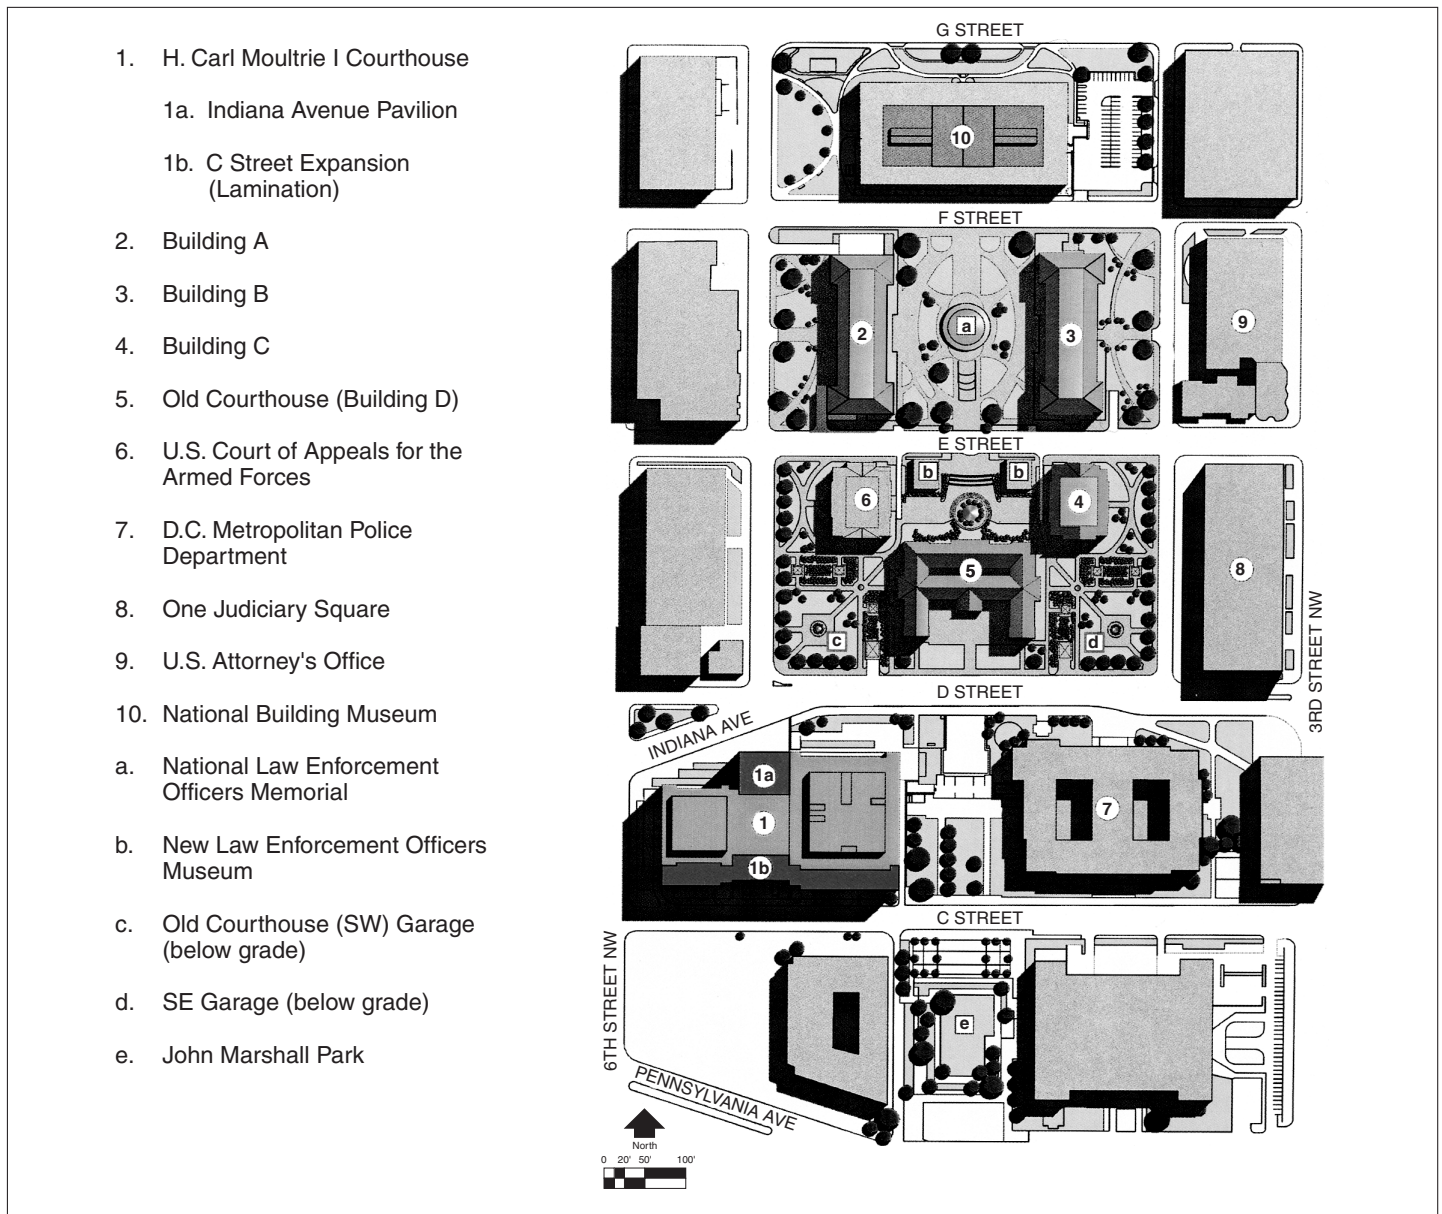 1. H. Carl Moultrie I Courthouse
1a. Indiana Avenue Pavilion
1b. C Street Expansion
(Lamination)
2. Building A
3. Building B
4. Building C
5. Old Courthouse (Building D)
6. U.S. Court of Appeals for the
Armed Forces
7. D.C. Metropolitan Police
Department
8. One Judiciary Square
9. U.S. Attorney's Office
10. National Building Museum
a. National Law Enforcement
Officers Memorial
b. New Law Enforcement Officers
Museum
c. Old Courthouse (SW) Garage
(below grade)
d. SE Garage (below grade)
e. John Marshall Park
G STREET
10
F STREET
2
a
3
9
E STREET
b
b
6
4
5
8
c
d
3RD STREET NW
D STREET
INDIANA AVE
1a
1
7
1b
C STREET
6TH STREET NW
e
PENNSYLVANIA AVE
North
0 20' 50' 100'